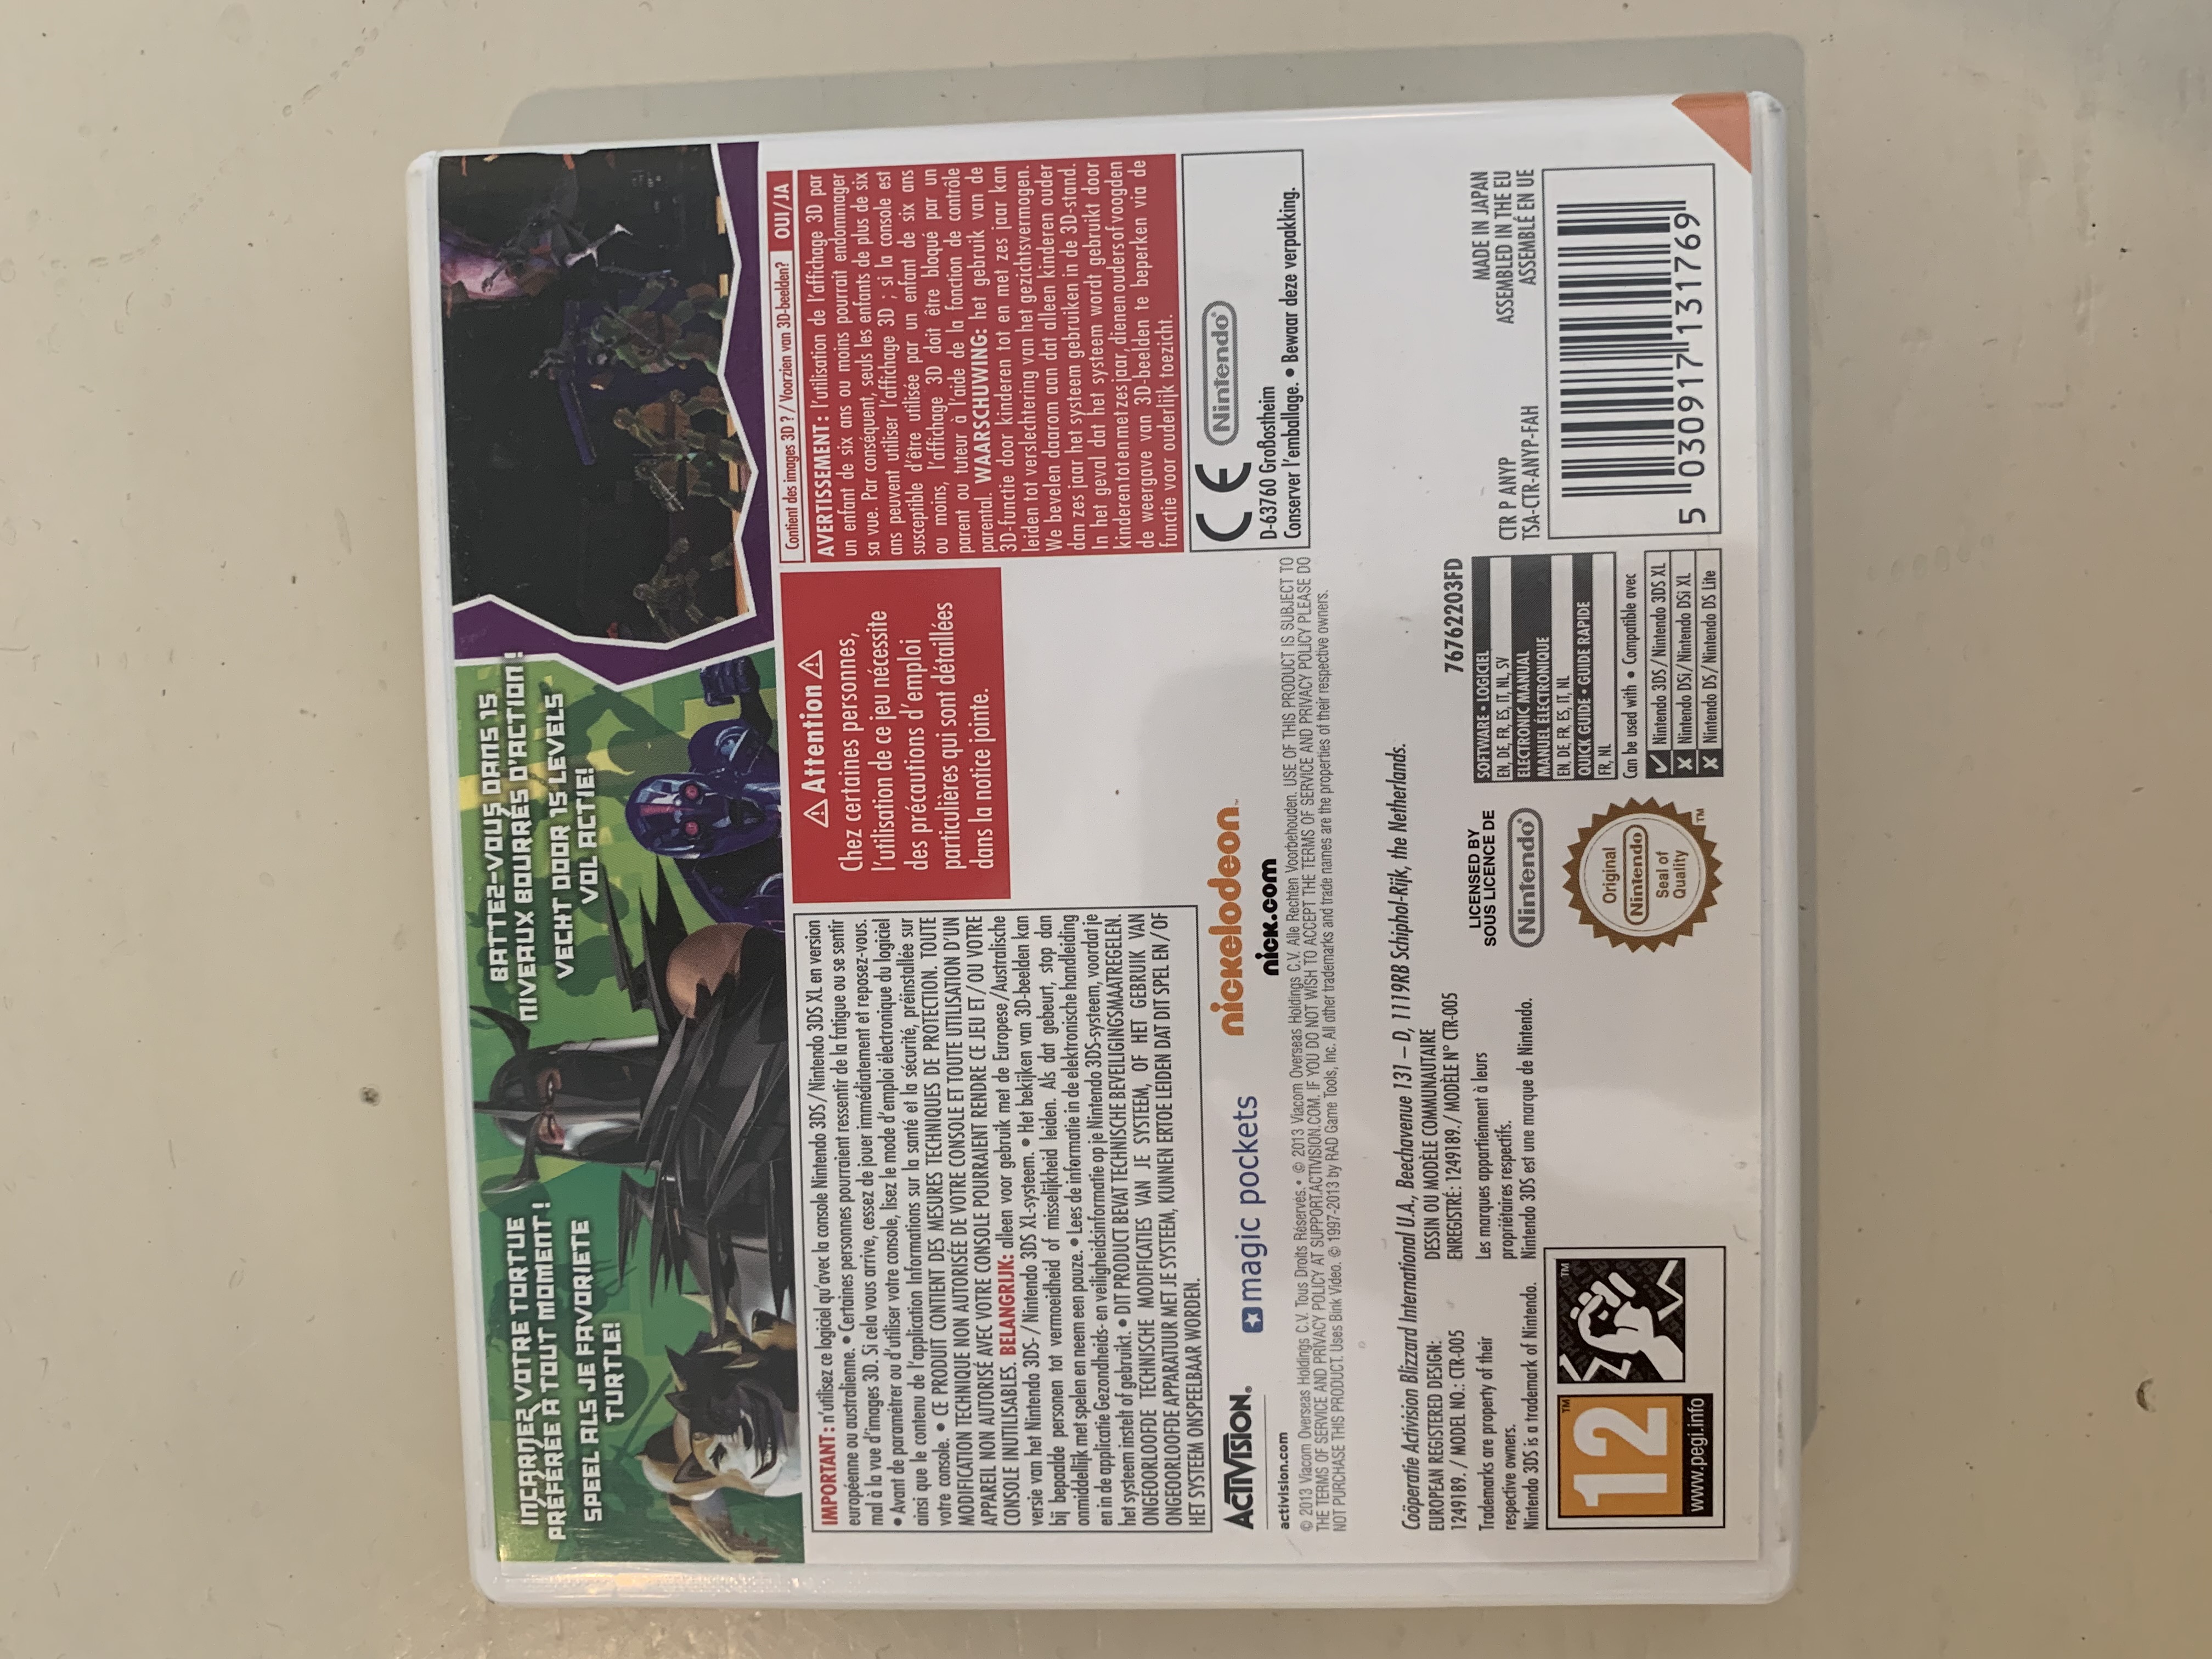 INCARNEZ VOTRE TORTUE
PRÉFÉRÉE À TOUT MOMENT !
SPEEL ALS JE FAVORIETE
TURTLE!
BATTEZ-VOUS DANS 15
NIVEAUX BOURRÉS D'ACTION !
VECHT DOOR 15 LEVELS
VOL ACTIE!
IMPORTANT : n'utilisez ce logiciel qu'avec la console Nintendo 3DS/Nintendo 3DS XL en version
européenne ou australienne. • Certaines personnes pourraient ressentir de la fatigue ou se sentir
mal à la vue d'images 3D. Si cela vous arrive, cessez de jouer immédiatement et reposez-vous.
• Avant de paramétrer ou d'utiliser votre console, lisez le mode d'emploi électronique du logiciel
ainsi que le contenu de l'application Informations sur la santé et la sécurité, préinstallée sur
votre console. • CE PRODUIT CONTIENT DES MESURES TECHNIQUES DE PROTECTION. TOUTE
MODIFICATION TECHNIQUE NON AUTORISÉE DE VOTRE CONSOLE ET TOUTE UTILISATION D'UN
APPAREIL NON AUTORISÉ AVEC VOTRE CONSOLE POURRAIENT RENDRE CE JEU ET/OU VOTRE
CONSOLE INUTILISABLES. BELANGRIJK: alleen voor gebruik met de Europese/Australische
versie van het Nintendo 3DS-/Nintendo 3DS XL-systeem. • Het bekijken van 3D-beelden kan
bij bepaalde personen tot vermoeidheid of misselijkheid leiden. Als dat gebeurt, stop dan
onmiddellijk met spelen en neem een pauze. • Lees de informatie in de elektronische handleiding
en in de applicatie Gezondheids- en veiligheidsinformatie op je Nintendo 3DS-systeem, voordat je
het systeem instelt of gebruikt. • DIT PRODUCT BEVAT TECHNISCHE BEVEILIGINGSMAATREGELEN.
ONGEOORLOOFDE TECHNISCHE MODIFICATIES VAN JE SYSTEEM, OF HET GEBRUIK VAN
ONGEOORLOOFDE APPARATUUR MET JE SYSTEEM, KUNNEN ERTOE LEIDEN DAT DIT SPEL EN/OF
HET SYSTEEM ONSPEELBAAR WORDEN.
⚠ Attention ⚠
Chez certaines personnes,
l'utilisation de ce jeu nécessite
des précautions d'emploi
particulières qui sont détaillées
dans la notice jointe.
Contient des images 3D ? / Voorzien van 3D-beelden? OUI/JA
AVERTISSEMENT : l'utilisation de l'affichage 3D par
un enfant de six ans ou moins pourrait endommager
sa vue. Par conséquent, seuls les enfants de plus de six
ans peuvent utiliser l'affichage 3D ; si la console est
susceptible d'être utilisée par un enfant de six ans
ou moins, l'affichage 3D doit être bloqué par un
parent ou tuteur à l'aide de la fonction de contrôle
parental. WAARSCHUWING: het gebruik van de
3D-functie door kinderen tot en met zes jaar kan
leiden tot verslechtering van het gezichtsvermogen.
We bevelen daarom aan dat alleen kinderen ouder
dan zes jaar het systeem gebruiken in de 3D-stand.
In het geval dat het systeem wordt gebruikt door
kinderen tot en met zes jaar, dienen ouders of voogden
de weergave van 3D-beelden te beperken via de
functie voor ouderlijk toezicht.
ACTIVISION.
activision.com
magic pockets
nickelodeon™
nick.com
CE Nintendo®
D-63760 Großostheim
Conserver l'emballage. • Bewaar deze verpakking.
© 2013 Viacom Overseas Holdings C.V. Tous Droits Réservés. • © 2013 Viacom Overseas Holdings C.V. Alle Rechten Voorbehouden. USE OF THIS PRODUCT IS SUBJECT TO
THE TERMS OF SERVICE AND PRIVACY POLICY AT SUPPORT.ACTIVISION.COM. IF YOU DO NOT WISH TO ACCEPT THE TERMS OF SERVICE AND PRIVACY POLICY PLEASE DO
NOT PURCHASE THIS PRODUCT. Uses Bink Video. © 1997-2013 by RAD Game Tools, Inc. All other trademarks and trade names are the properties of their respective owners.
Coöperatie Activision Blizzard International U.A., Beechavenue 131 – D, 1119RB Schiphol-Rijk, the Netherlands.
EUROPEAN REGISTERED DESIGN:
1249189. / MODEL NO.: CTR-005
Trademarks are property of their
respective owners.
Nintendo 3DS is a trademark of Nintendo.
DESSIN OU MODÈLE COMMUNAUTAIRE
ENREGISTRÉ : 1249189./ MODÈLE N° CTR-005
Les marques appartiennent à leurs
propriétaires respectifs.
Nintendo 3DS est une marque de Nintendo.
12™
www.pegi.info
™
LICENSED BY
SOUS LICENCE DE
Nintendo®
Original
Nintendo®
Seal of
Quality
™
76762203FD
SOFTWARE • LOGICIEL
EN, DE, FR, ES, IT, NL, SV
ELECTRONIC MANUAL
MANUEL ÉLECTRONIQUE
EN, DE, FR, ES, IT, NL
QUICK GUIDE • GUIDE RAPIDE
FR, NL
Can be used with • Compatible avec
✓ Nintendo 3DS/Nintendo 3DS XL
✗ Nintendo DSi/Nintendo DSi XL
✗ Nintendo DS/Nintendo DS Lite
CTR P ANYP
TSA-CTR-ANYP-FAH
MADE IN JAPAN
ASSEMBLED IN THE EU
ASSEMBLÉ EN UE
5 030917 131769